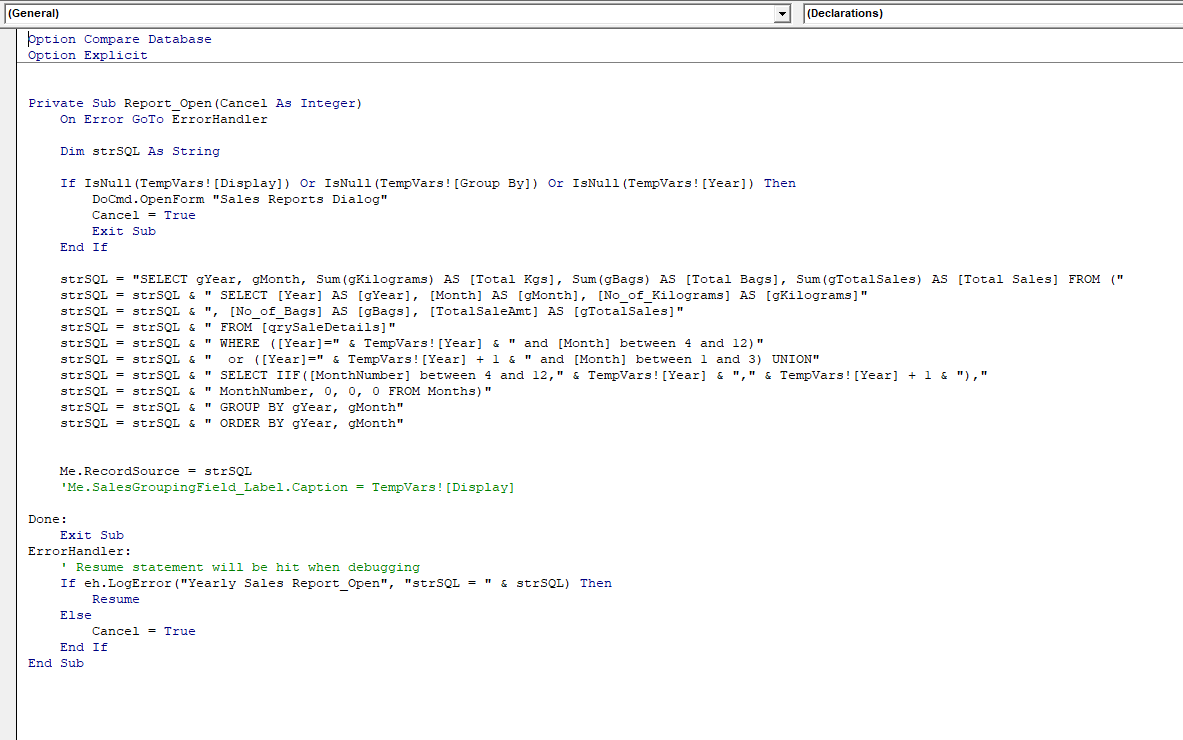 (General)
(Declarations)
Option Compare Database
Option Explicit
Private Sub Report_Open(Cancel As Integer)
    On Error GoTo ErrorHandler
    Dim strSQL As String
    If IsNull(TempVars![Display]) Or IsNull(TempVars![Group By]) Or IsNull(TempVars![Year]) Then
        DoCmd.OpenForm "Sales Reports Dialog"
        Cancel = True
        Exit Sub
    End If
    strSQL = "SELECT gYear, gMonth, Sum(gKilograms) AS [Total Kgs], Sum(gBags) AS [Total Bags], Sum(gTotalSales) AS [Total Sales] FROM ("
    strSQL = strSQL & " SELECT [Year] AS [gYear], [Month] AS [gMonth], [No_of_Kilograms] AS [gKilograms]"
    strSQL = strSQL & ", [No_of_Bags] AS [gBags], [TotalSaleAmt] AS [gTotalSales]"
    strSQL = strSQL & " FROM [qrySaleDetails]"
    strSQL = strSQL & " WHERE ([Year]=" & TempVars![Year] & " and [Month] between 4 and 12)"
    strSQL = strSQL & "  or ([Year]=" & TempVars![Year] + 1 & " and [Month] between 1 and 3) UNION"
    strSQL = strSQL & " SELECT IIF([MonthNumber] between 4 and 12," & TempVars![Year] & "," & TempVars![Year] + 1 & "),"
    strSQL = strSQL & " MonthNumber, 0, 0, 0 FROM Months)"
    strSQL = strSQL & " GROUP BY gYear, gMonth"
    strSQL = strSQL & " ORDER BY gYear, gMonth"
    Me.RecordSource = strSQL
    'Me.SalesGroupingField_Label.Caption = TempVars![Display]
Done:
    Exit Sub
ErrorHandler:
    ' Resume statement will be hit when debugging
    If eh.LogError("Yearly Sales Report_Open", "strSQL = " & strSQL) Then
        Resume
    Else
        Cancel = True
    End If
End Sub